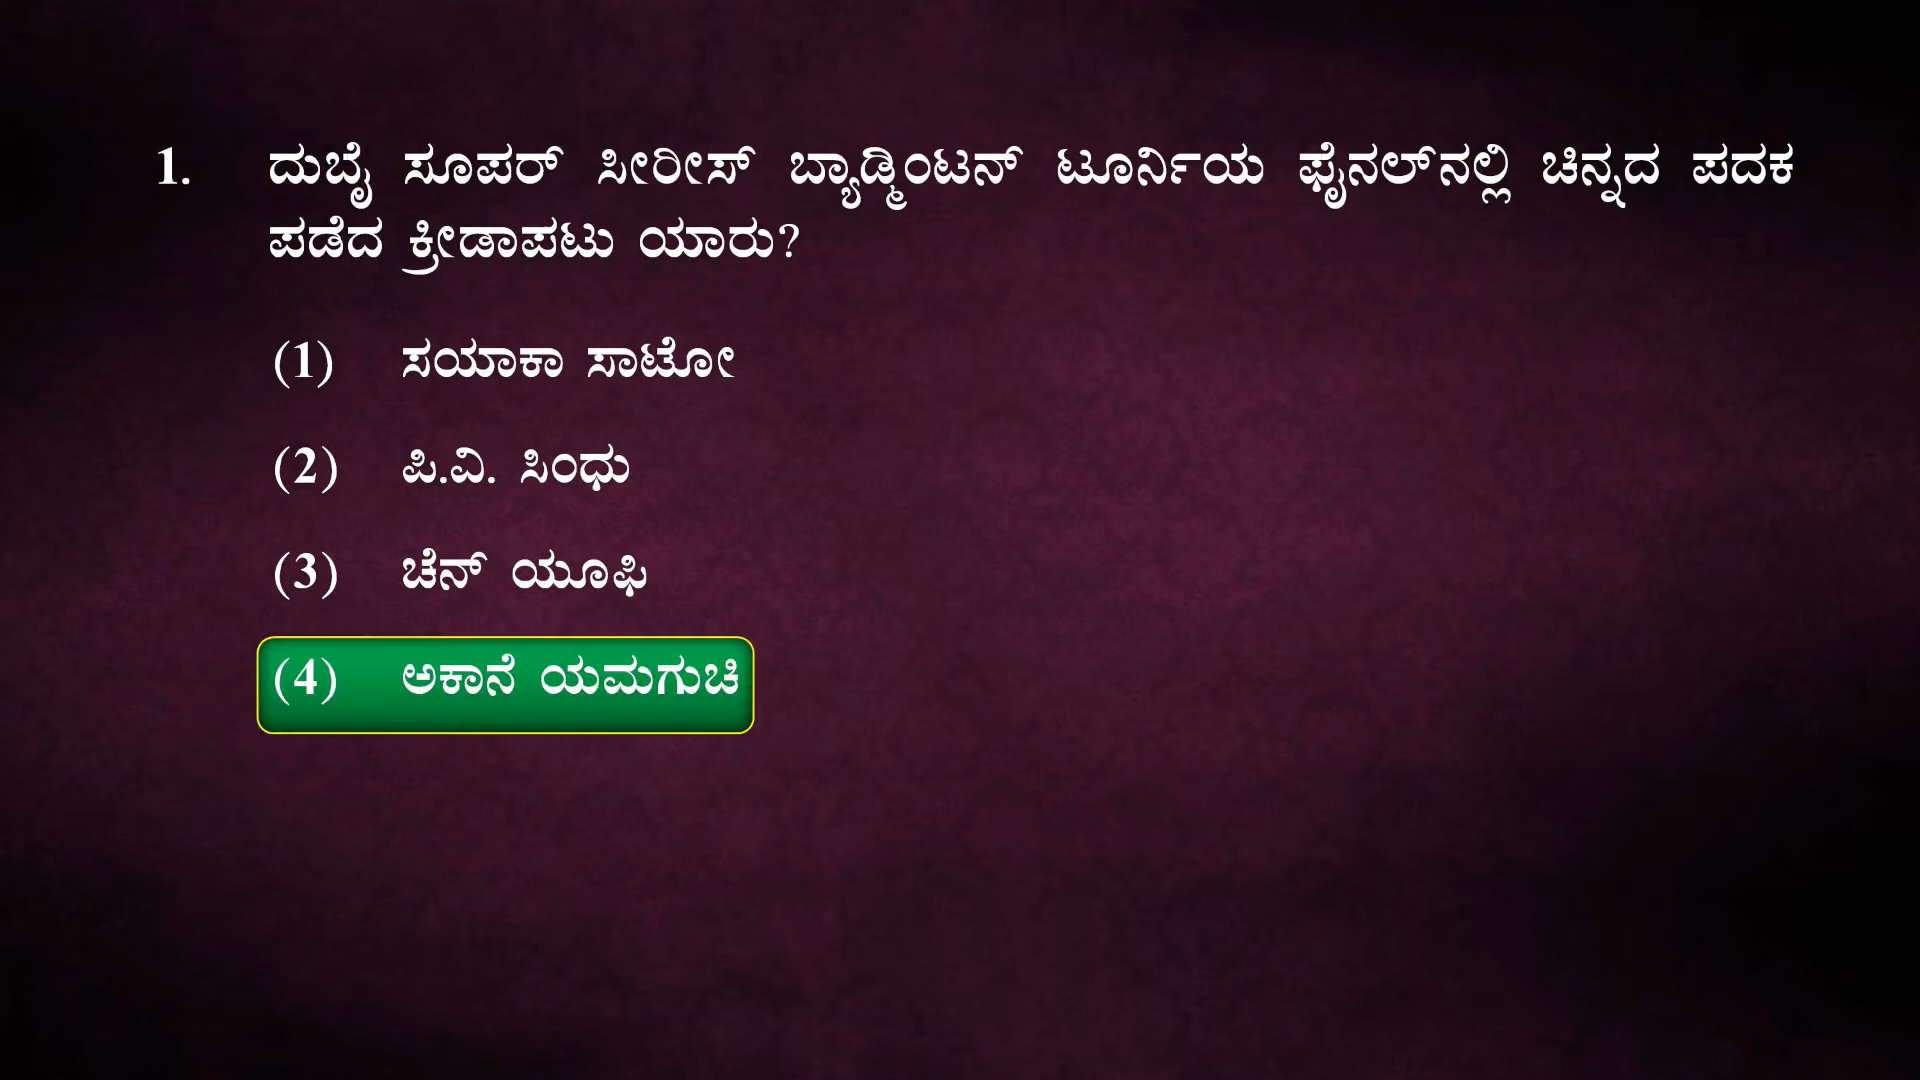 1. ದುಬೈ ಸೂಪರ್ ಸೀರೀಸ್ ಬ್ಯಾಡ್ಮಿಂಟನ್ ಟೂರ್ನಿಯ ಫೈನಲ್‌ನಲ್ಲಿ ಚಿನ್ನದ ಪದಕ
ಪಡೆದ ಕ್ರೀಡಾಪಟು ಯಾರು?
(1) ಸಯಾಕಾ ಸಾಟೋ
(2) ಪಿ.ವಿ. ಸಿಂಧು
(3) ಚೆನ್ ಯೂಫಿ
(4) ಅಕಾನೆ ಯಮಗುಚಿ